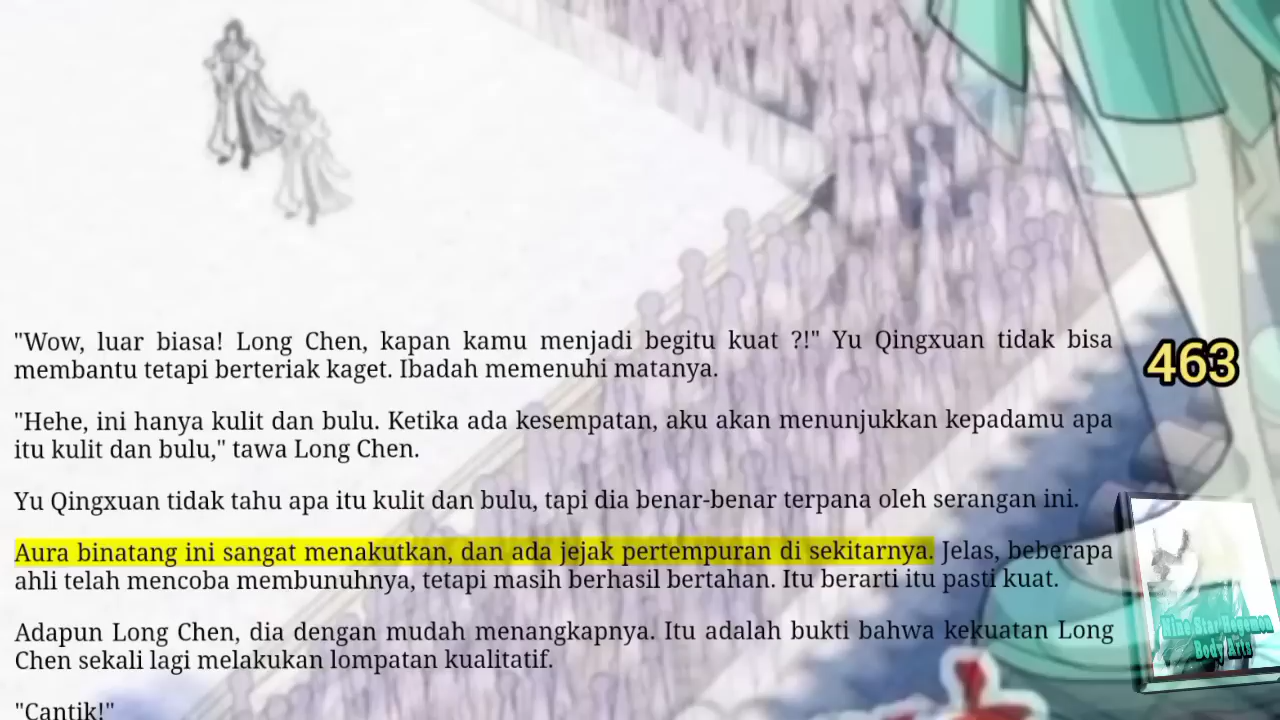 "Wow, luar biasa! Long Chen, kapan kamu menjadi begitu kuat ?!" Yu Qingxuan tidak bisa
membantu tetapi berteriak kaget. Ibadah memenuhi matanya.
463
"Hehe, ini hanya kulit dan bulu. Ketika ada kesempatan, aku akan menunjukkan kepadamu apa
itu kulit dan bulu," tawa Long Chen.
Yu Qingxuan tidak tahu apa itu kulit dan bulu, tapi dia benar-benar terpana oleh serangan ini.
Aura binatang ini sangat menakutkan, dan ada jejak pertempuran di sekitarnya. Jelas, beberapa
ahli telah mencoba membunuhnya, tetapi masih berhasil bertahan. Itu berarti itu pasti kuat.
Adapun Long Chen, dia dengan mudah menangkapnya. Itu adalah bukti bahwa kekuatan Long
Chen sekali lagi melakukan lompatan kualitatif.
Nine Star Hegemon
Body Arts
"Cantik!"